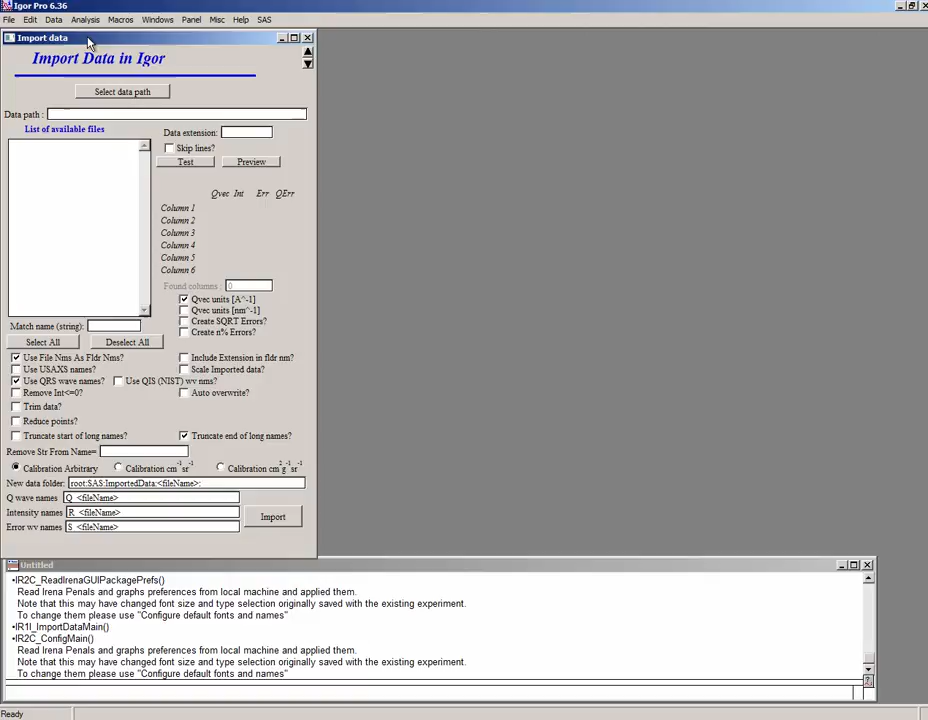 Igor Pro 6.36
File Edit Data Analysis Macros Windows Panel Misc Help SAS
Import data
Import Data in Igor
Select data path
Data path :
List of available files
Data extension:
Skip lines?
Test Preview
Qvec Int Err QErr
Column 1
Column 2
Column 3
Column 4
Column 5
Column 6
Found columns : 0
Qvec units [A^-1]
Qvec units [nm^-1]
Create SQRT Errors?
Create n% Errors?
Match name (string):
Select All Deselect All
Use File Nms As Fldr Nms? Include Extension in fldr nm?
Use USAXS names? Scale Imported data?
Use QRS wave names? Use QIS (NIST) wv nms?
Remove Int<=0? Auto overwrite?
Trim data?
Reduce points?
Truncate start of long names? Truncate end of long names?
Remove Str From Name=
Calibration Arbitrary Calibration cm-1sr-1 Calibration cm2g-1sr-1
New data folder: root:SAS:ImportedData:<fileName>:
Q wave names Q_<fileName>
Intensity names R_<fileName>
Error wv names S_<fileName>
Import
Untitled
•IR2C_ReadIrenaGUIPackagePrefs()
Read Irena Penals and graphs preferences from local machine and applied them.
Note that this may have changed font size and type selection originally saved with the existing experiment.
To change them please use "Configure default fonts and names"
•IR1I_ImportDataMain()
•IR2C_ConfigMain()
Read Irena Penals and graphs preferences from local machine and applied them.
Note that this may have changed font size and type selection originally saved with the existing experiment.
To change them please use "Configure default fonts and names"
Ready